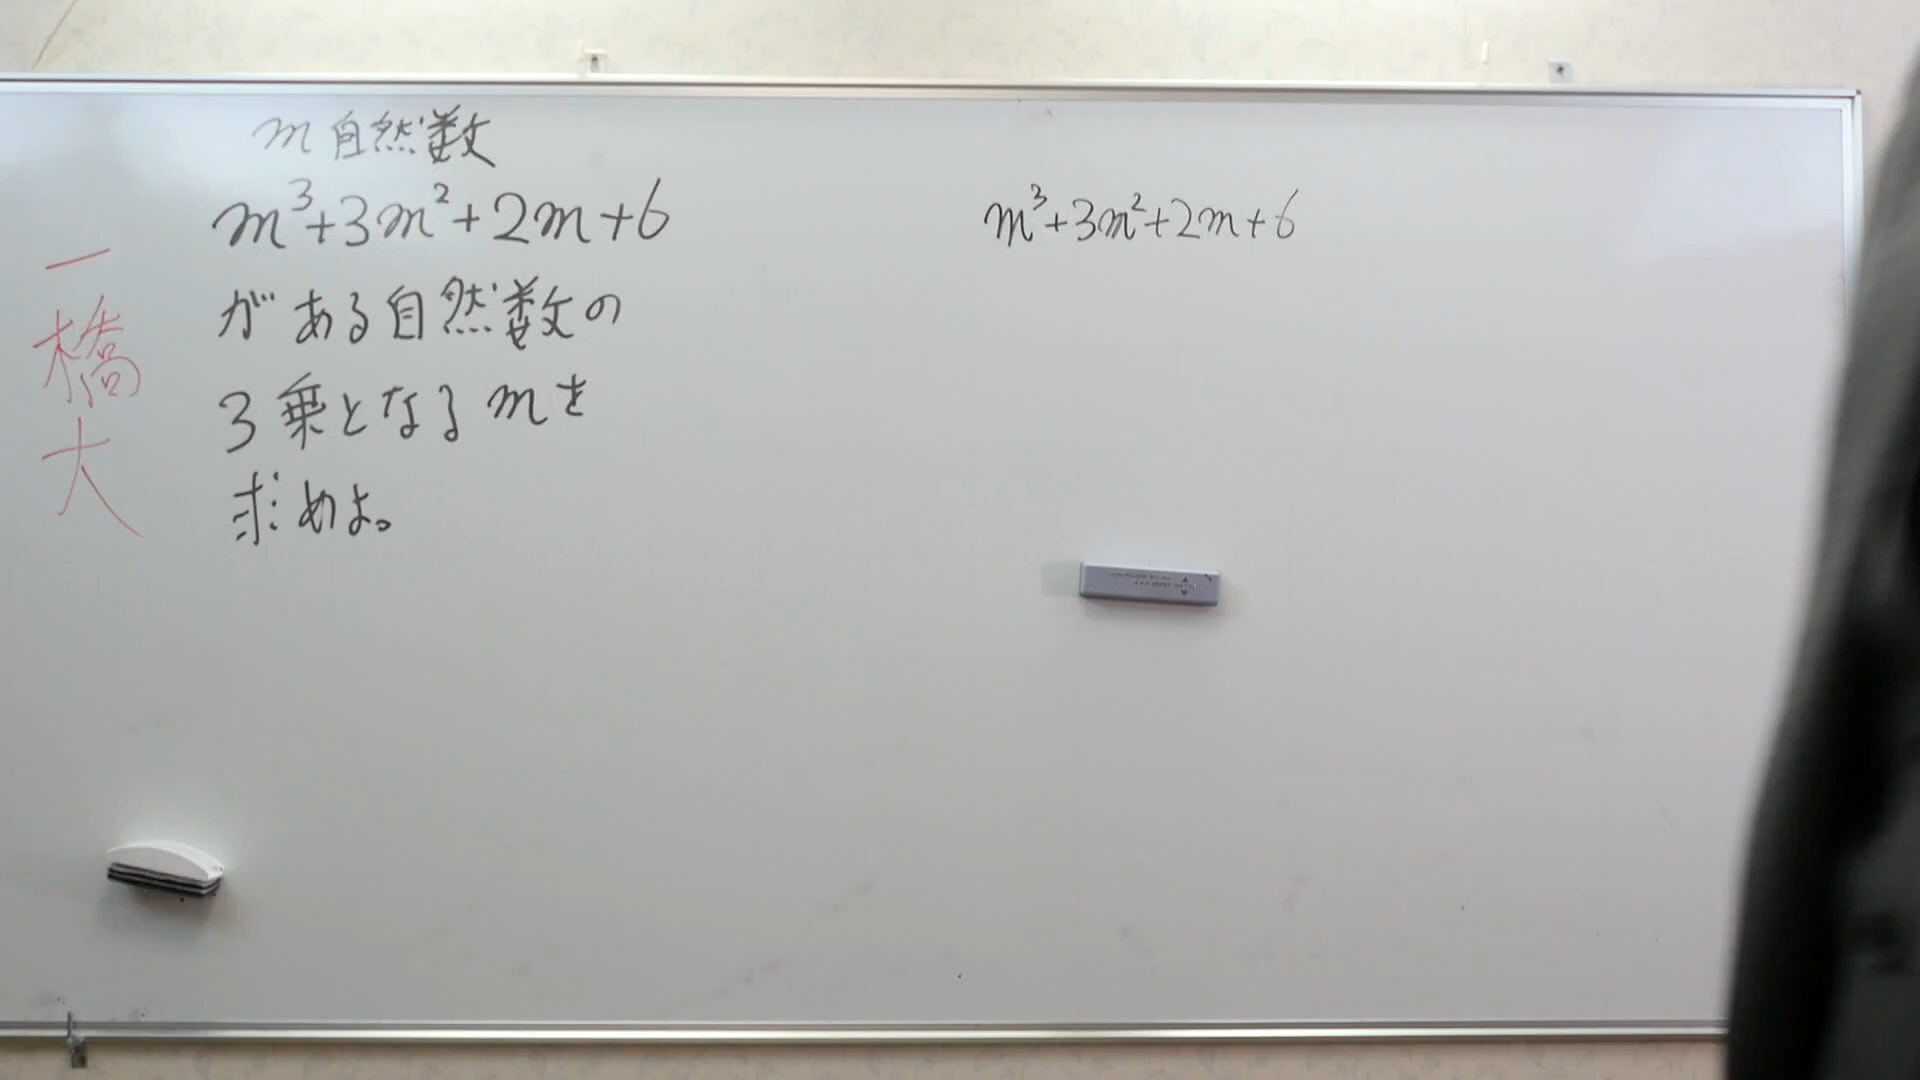 m 自然数
m³+3m²+2m+6
がある自然数の
3乗となるmを
求めよ。
一橋大
m³+3m²+2m+6